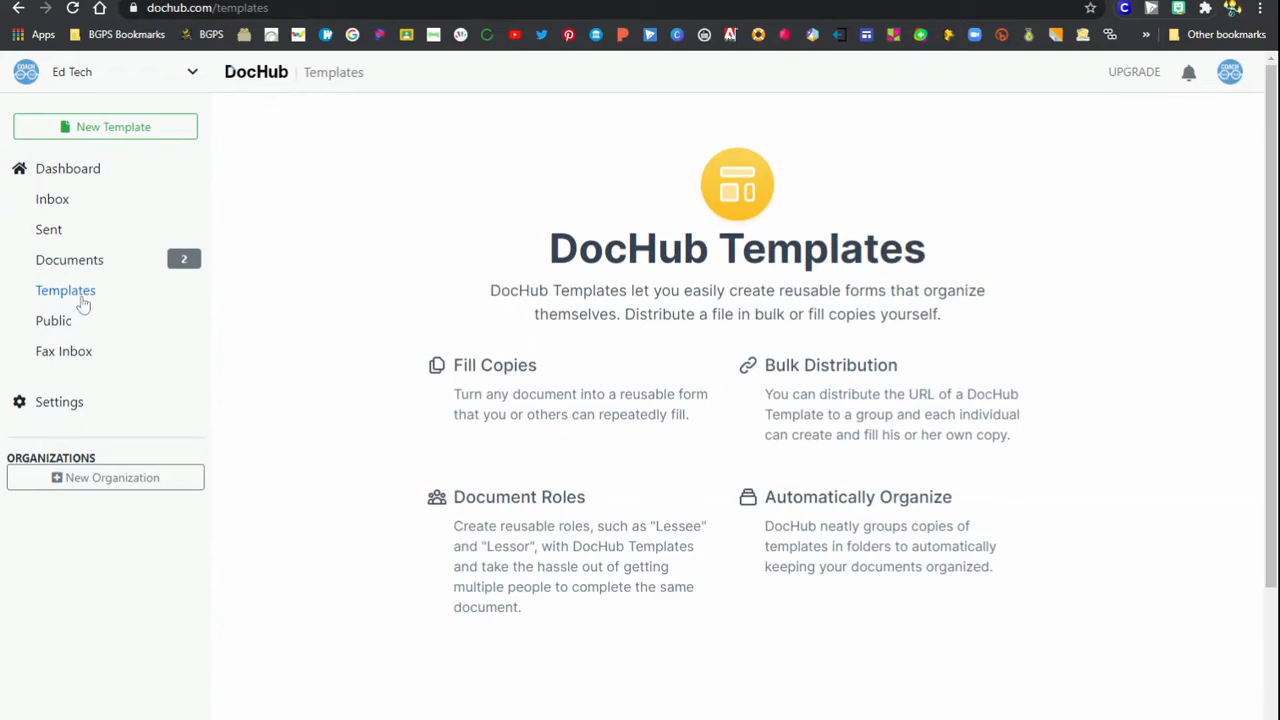 dochub.com/templates
Apps BGPS Bookmarks BGPS Other bookmarks
COACH Ed Tech DocHub | Templates UPGRADE COACH
New Template
Dashboard
Inbox
Sent
Documents 2
Templates
Public
Fax Inbox
Settings
ORGANIZATIONS
New Organization
DocHub Templates
DocHub Templates let you easily create reusable forms that organize
themselves. Distribute a file in bulk or fill copies yourself.
Fill Copies
Turn any document into a reusable form
that you or others can repeatedly fill.
Bulk Distribution
You can distribute the URL of a DocHub
Template to a group and each individual
can create and fill his or her own copy.
Document Roles
Create reusable roles, such as "Lessee"
and "Lessor", with DocHub Templates
and take the hassle out of getting
multiple people to complete the same
document.
Automatically Organize
DocHub neatly groups copies of
templates in folders to automatically
keeping your documents organized.